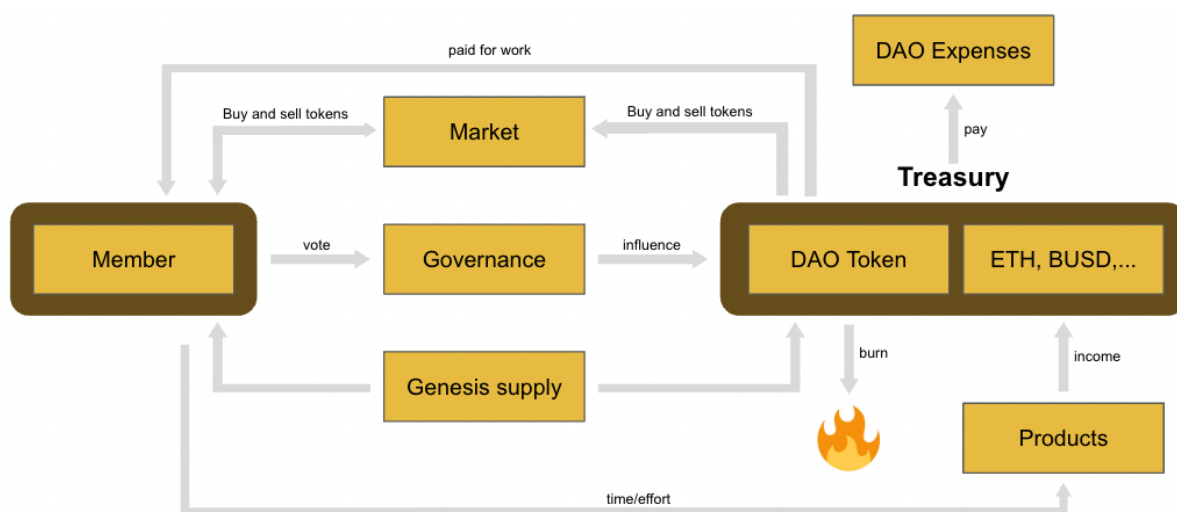 paid for work
DAO Expenses
Buy and sell tokens
Market
Buy and sell tokens
pay
Treasury
Member
vote
Governance
influence
DAO Token
ETH, BUSD,...
Genesis supply
burn
income
Products
time/effort